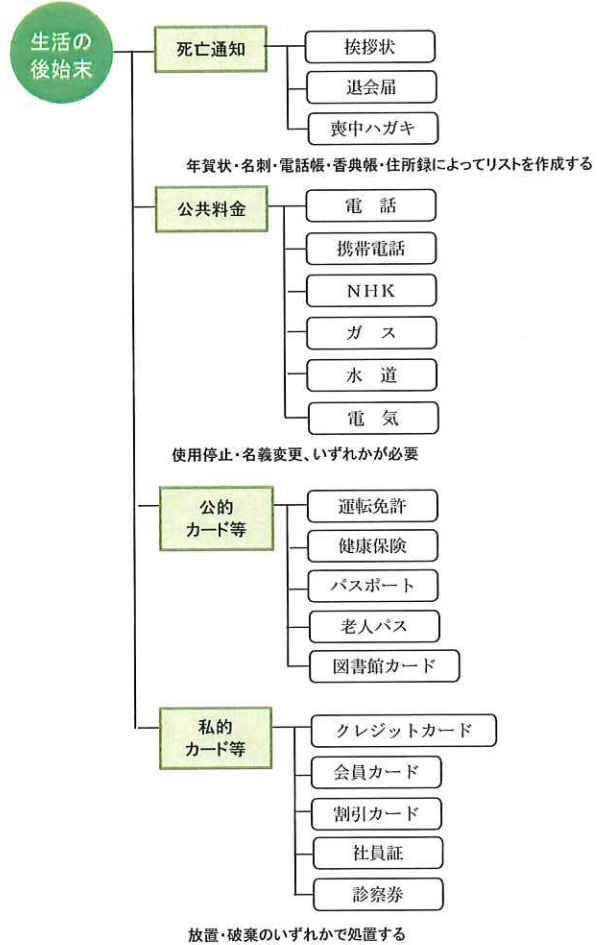 生活の
後始末
死亡通知
挨拶状
退会届
喪中ハガキ
年賀状・名刺・電話帳・香典帳・住所録によってリストを作成する
公共料金
電　話
携帯電話
NHK
ガ　ス
水　道
電　気
使用停止・名義変更、いずれかが必要
公的
カード等
運転免許
健康保険
パスポート
老人パス
図書館カード
私的
カード等
クレジットカード
会員カード
割引カード
社員証
診察券
放置・破棄のいずれかで処置する